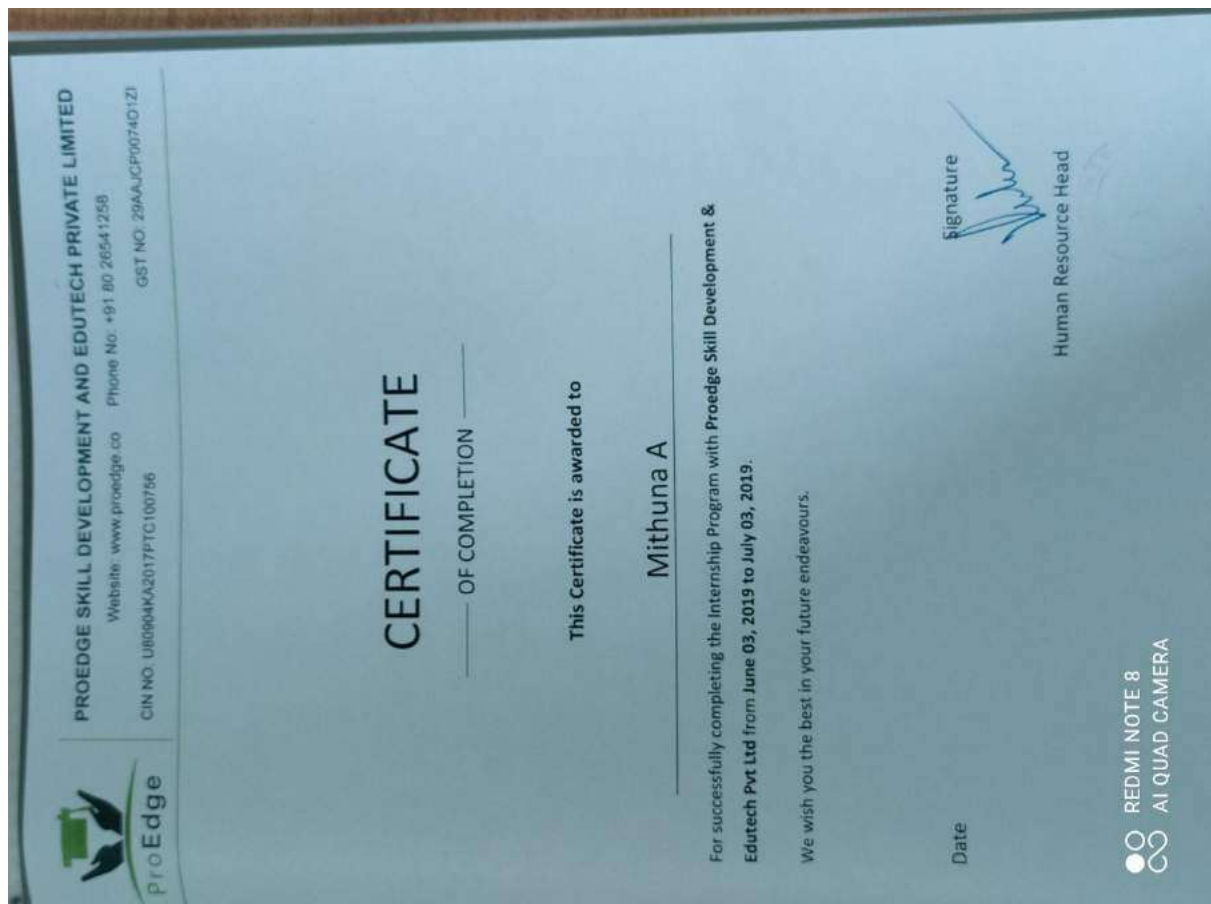 ProEdge
PROEDGE SKILL DEVELOPMENT AND EDUTECH PRIVATE LIMITED
Website: www.proedge.co Phone No: +91 80 26541258
CIN NO. U80904KA2017PTC100756 GST NO: 29AAJCP0074Q1ZI
CERTIFICATE
OF COMPLETION
This Certificate is awarded to
Mithuna A
For successfully completing the Internship Program with Proedge Skill Development &
Edutech Pvt Ltd from June 03, 2019 to July 03, 2019.
We wish you the best in your future endeavours.
Date Signature
Human Resource Head
REDMI NOTE 8
AI QUAD CAMERA